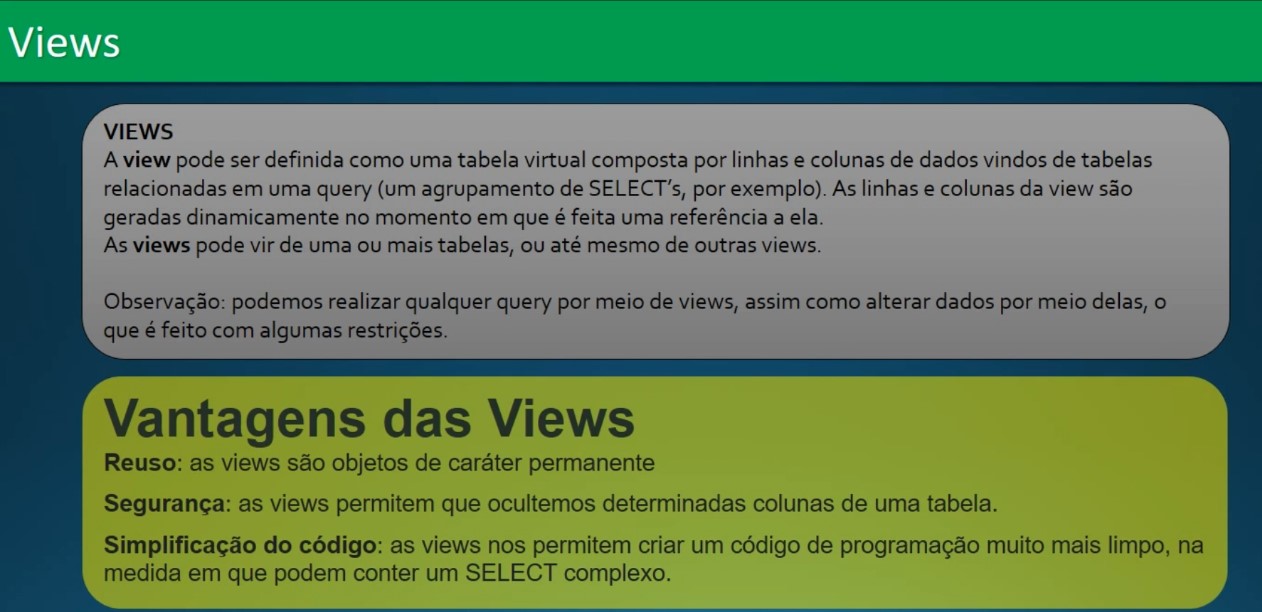 Views
VIEWS
A view pode ser definida como uma tabela virtual composta por linhas e colunas de dados vindos de tabelas
relacionadas em uma query (um agrupamento de SELECT’s, por exemplo). As linhas e colunas da view são
geradas dinamicamente no momento em que é feita uma referência a ela.
As views pode vir de uma ou mais tabelas, ou até mesmo de outras views.
Observação: podemos realizar qualquer query por meio de views, assim como alterar dados por meio delas, o
que é feito com algumas restrições.
Vantagens das Views
Reuso: as views são objetos de caráter permanente
Segurança: as views permitem que ocultemos determinadas colunas de uma tabela.
Simplificação do código: as views nos permitem criar um código de programação muito mais limpo, na
medida em que podem conter um SELECT complexo.